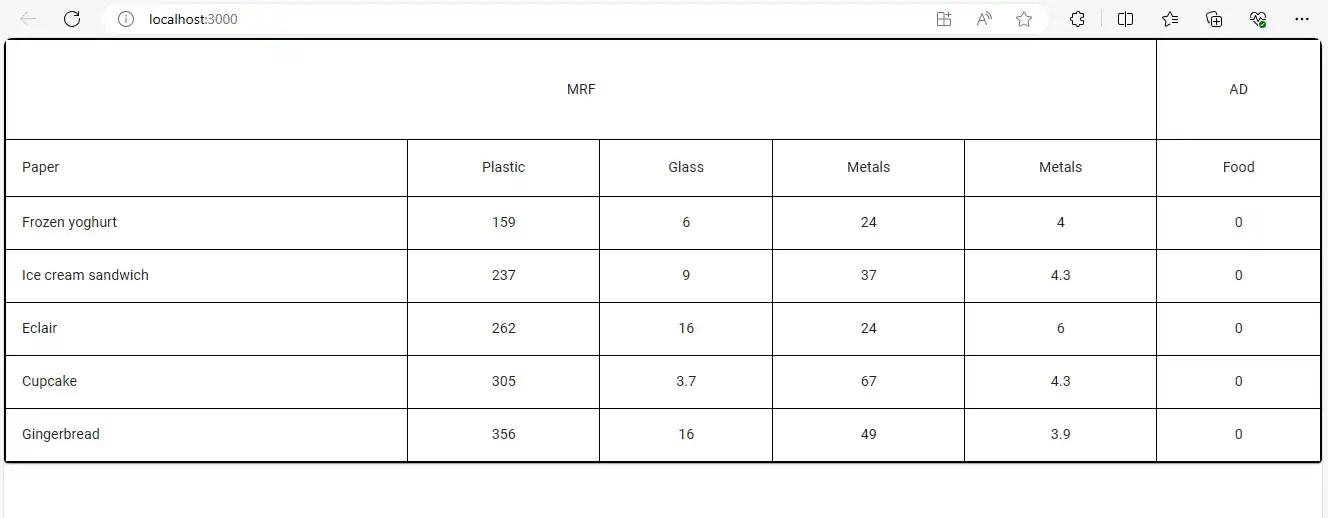 localhost:3000
MRF AD
Paper Plastic Glass Metals Metals Food
Frozen yoghurt 159 6 24 4 0
Ice cream sandwich 237 9 37 4.3 0
Eclair 262 16 24 6 0
Cupcake 305 3.7 67 4.3 0
Gingerbread 356 16 49 3.9 0